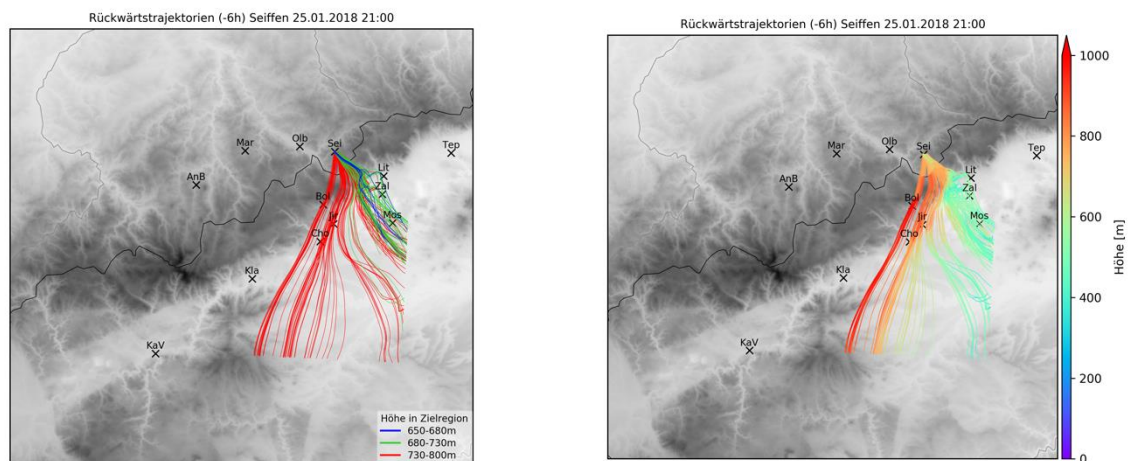 Rückwärtstrajektorien (-6h) Seiffen 25.01.2018 21:00
Mar
Olb
Sei
Tep
AnB
Lit
Zal
Bol
Jir
Mos
Cho
Kla
KaV
Höhe in Zielregion
650-680m
680-730m
730-800m
Rückwärtstrajektorien (-6h) Seiffen 25.01.2018 21:00
Mar
Olb
Sei
Tep
AnB
Lit
Zal
Bol
Jir
Mos
Cho
Kla
KaV
1000
800
600
400
200
0
Höhe [m]